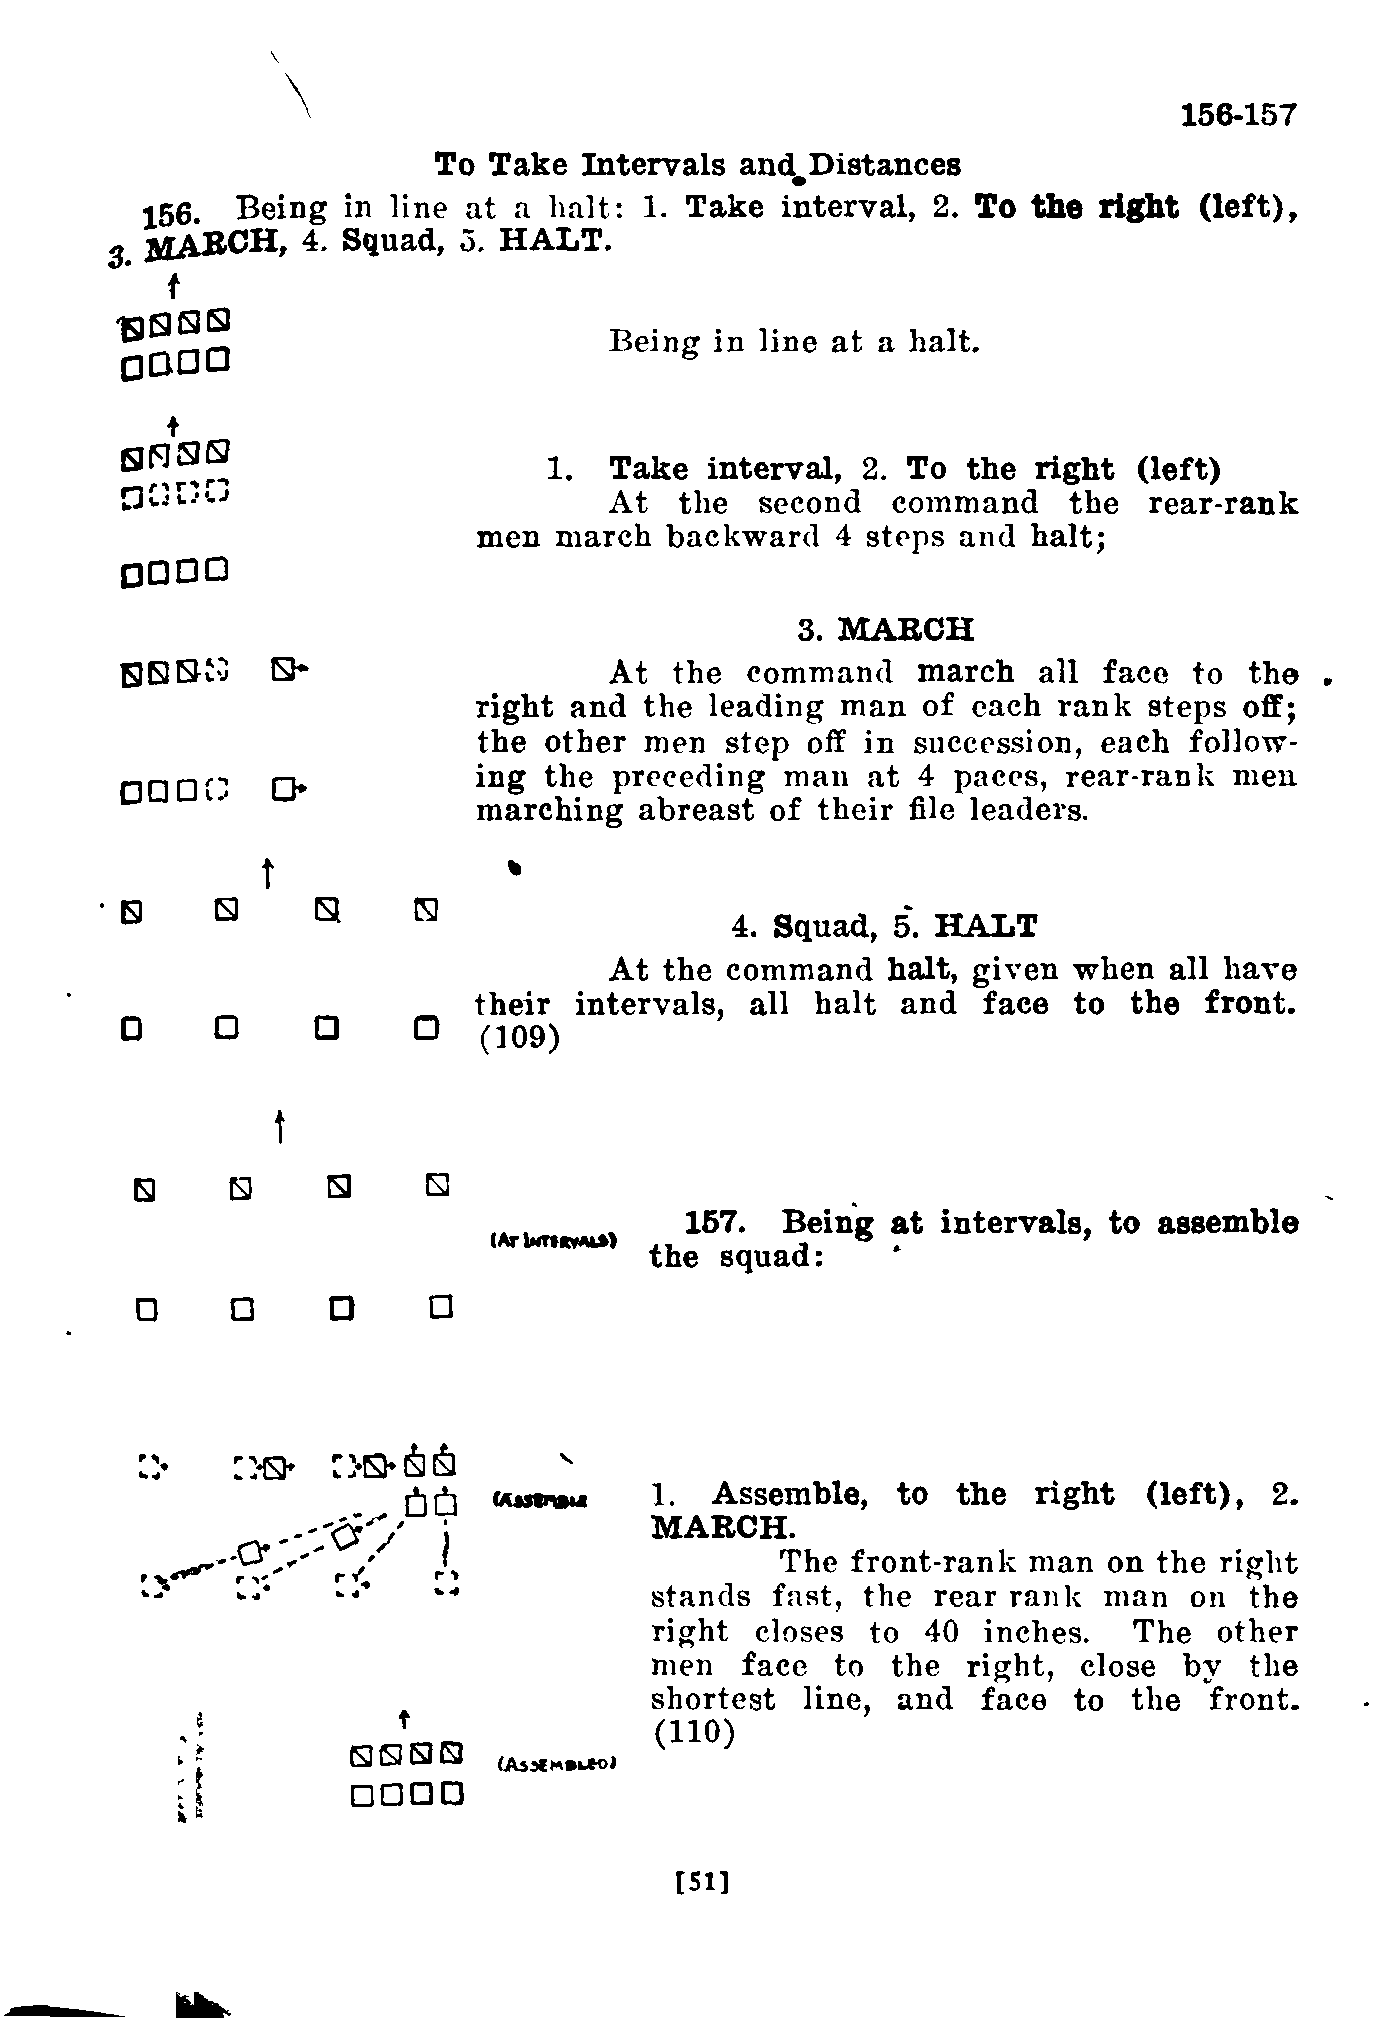 156-157
To Take Intervals and Distances
156. Being in line at a halt: 1. Take interval, 2. To the right (left),
3. MARCH, 4. Squad, 5. HALT.
Being in line at a halt.
1. Take interval, 2. To the right (left)
At the second command the rear-rank
men march backward 4 steps and halt;
3. MARCH
At the command march all face to the
right and the leading man of each rank steps off;
the other men step off in succession, each follow-
ing the preceding man at 4 paces, rear-rank men
marching abreast of their file leaders.
4. Squad, 5. HALT
At the command halt, given when all have
their intervals, all halt and face to the front.
(109)
157. Being at intervals, to assemble
(AT INTERVALS)
the squad:
1. Assemble, to the right (left), 2.
(ASSEMBLE
MARCH.
The front-rank man on the right
stands fast, the rear rank man on the
right closes to 40 inches. The other
men face to the right, close by the
shortest line, and face to the front.
(110)
(ASSEMBLED)
[51]